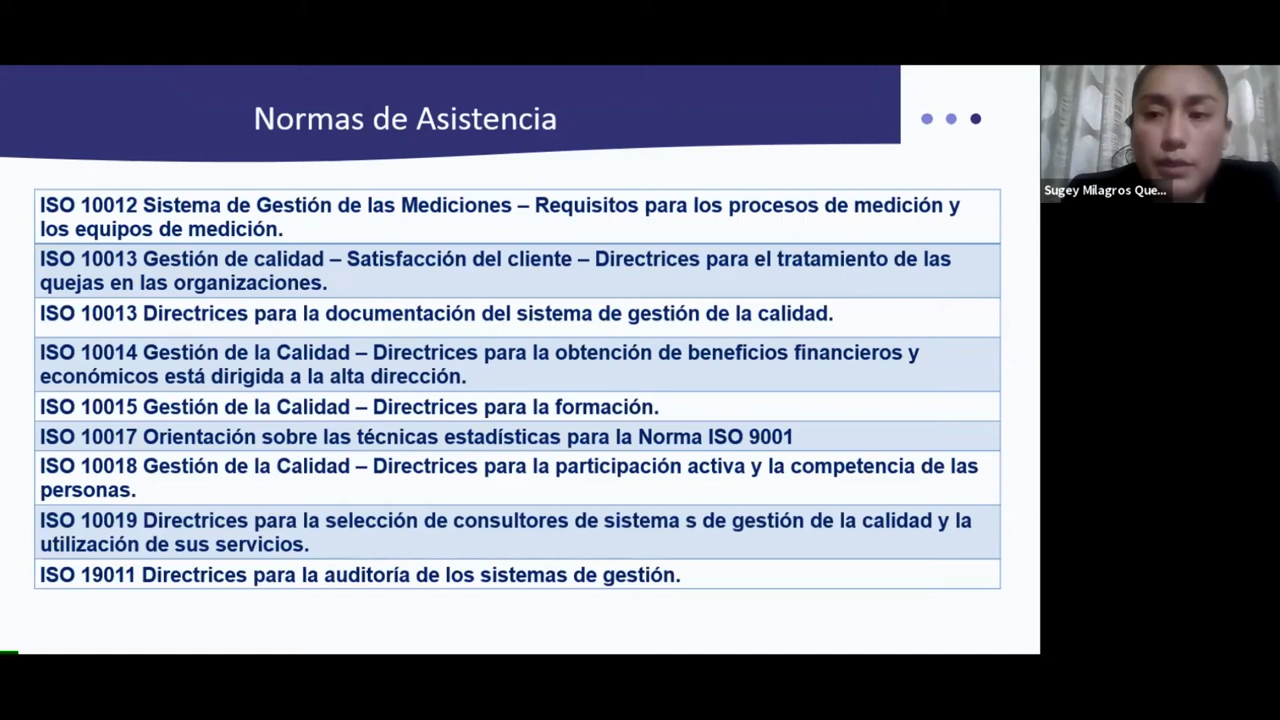 Normas de Asistencia
Sugey Milagros Que...
ISO 10012 Sistema de Gestión de las Mediciones – Requisitos para los procesos de medición y
los equipos de medición.
ISO 10013 Gestión de calidad – Satisfacción del cliente – Directrices para el tratamiento de las
quejas en las organizaciones.
ISO 10013 Directrices para la documentación del sistema de gestión de la calidad.
ISO 10014 Gestión de la Calidad – Directrices para la obtención de beneficios financieros y
económicos está dirigida a la alta dirección.
ISO 10015 Gestión de la Calidad – Directrices para la formación.
ISO 10017 Orientación sobre las técnicas estadísticas para la Norma ISO 9001
ISO 10018 Gestión de la Calidad – Directrices para la participación activa y la competencia de las
personas.
ISO 10019 Directrices para la selección de consultores de sistema s de gestión de la calidad y la
utilización de sus servicios.
ISO 19011 Directrices para la auditoría de los sistemas de gestión.